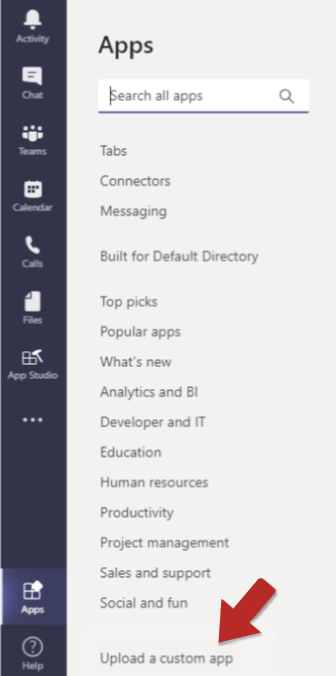 Activity
Chat
Teams
Calendar
Calls
Files
App Studio
Apps
Help
Apps
Search all apps
Tabs
Connectors
Messaging
Built for Default Directory
Top picks
Popular apps
What's new
Analytics and BI
Developer and IT
Education
Human resources
Productivity
Project management
Sales and support
Social and fun
Upload a custom app